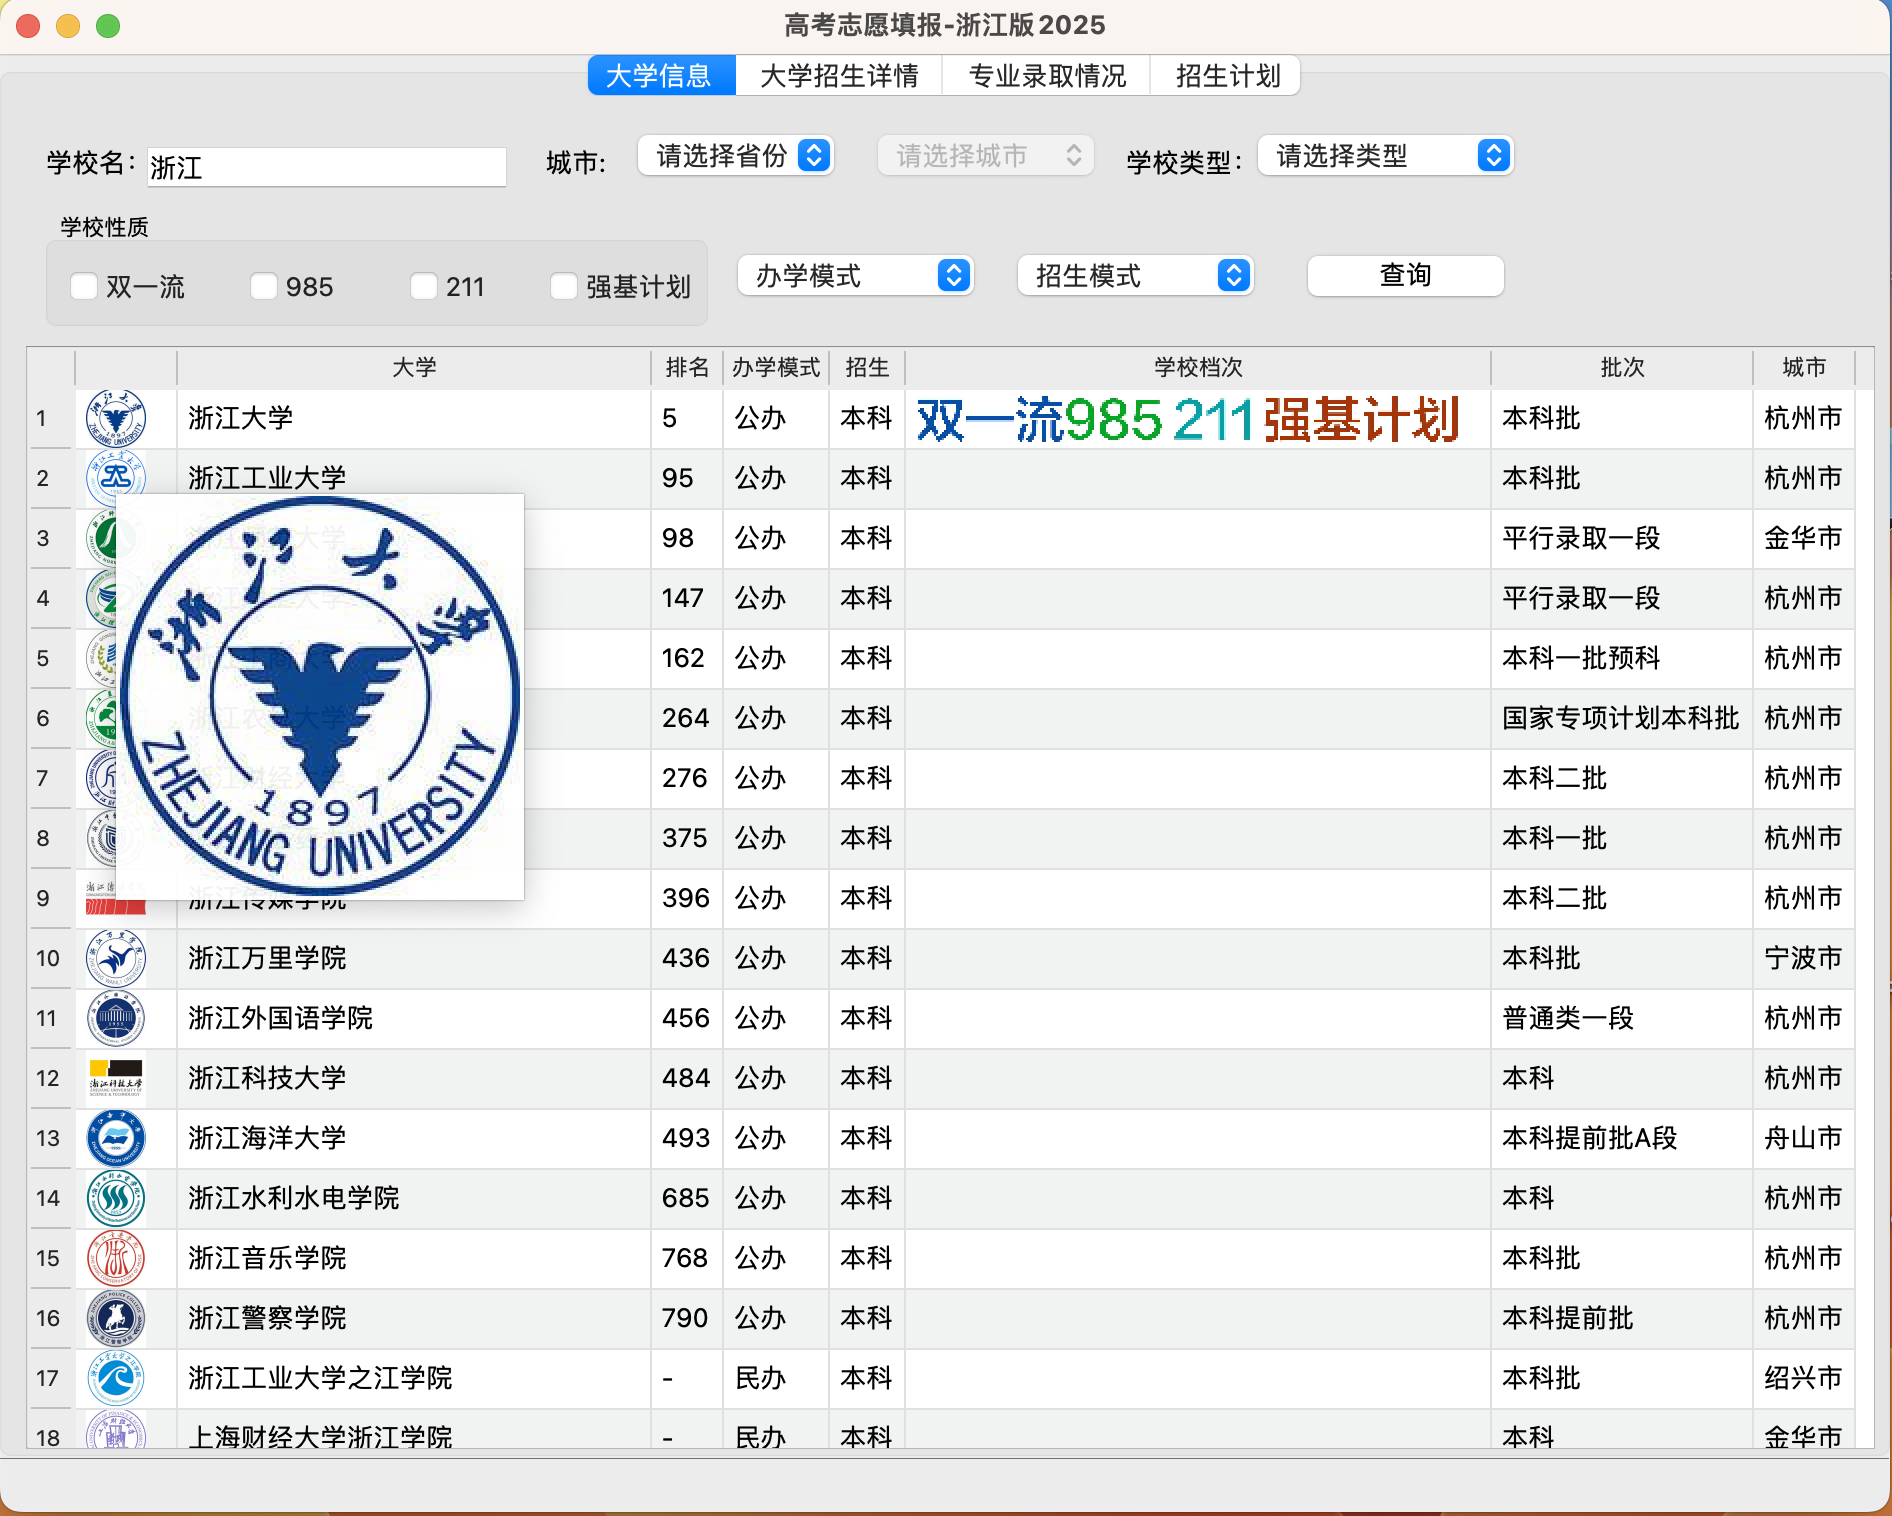 高考志愿填报-浙江版2025
大学信息 大学招生详情 专业录取情况 招生计划
学校名： 浙江 城市: 请选择省份 请选择城市 学校类型： 请选择类型
学校性质
双一流 985 211 强基计划 办学模式 招生模式 查询
大学 排名 办学模式 招生 学校档次 批次 城市
1 浙江大学 5 公办 本科 双一流985 211强基计划 本科批 杭州市
2 浙江工业大学 95 公办 本科 本科批 杭州市
3 98 公办 本科 平行录取一段 金华市
4 147 公办 本科 平行录取一段 杭州市
5 162 公办 本科 本科一批预科 杭州市
6 264 公办 本科 国家专项计划本科批 杭州市
7 276 公办 本科 本科二批 杭州市
8 375 公办 本科 本科一批 杭州市
9 浙江传媒学院 396 公办 本科 本科二批 杭州市
浙江大学
1897
ZHEJIANG UNIVERSITY
10 浙江万里学院 436 公办 本科 本科批 宁波市
11 浙江外国语学院 456 公办 本科 普通类一段 杭州市
12 浙江科技大学 484 公办 本科 本科 杭州市
13 浙江海洋大学 493 公办 本科 本科提前批A段 舟山市
14 浙江水利水电学院 685 公办 本科 本科 杭州市
15 浙江音乐学院 768 公办 本科 本科批 杭州市
16 浙江警察学院 790 公办 本科 本科提前批 杭州市
17 浙江工业大学之江学院 - 民办 本科 本科批 绍兴市
18 上海财经大学浙江学院 - 民办 本科 本科 金华市